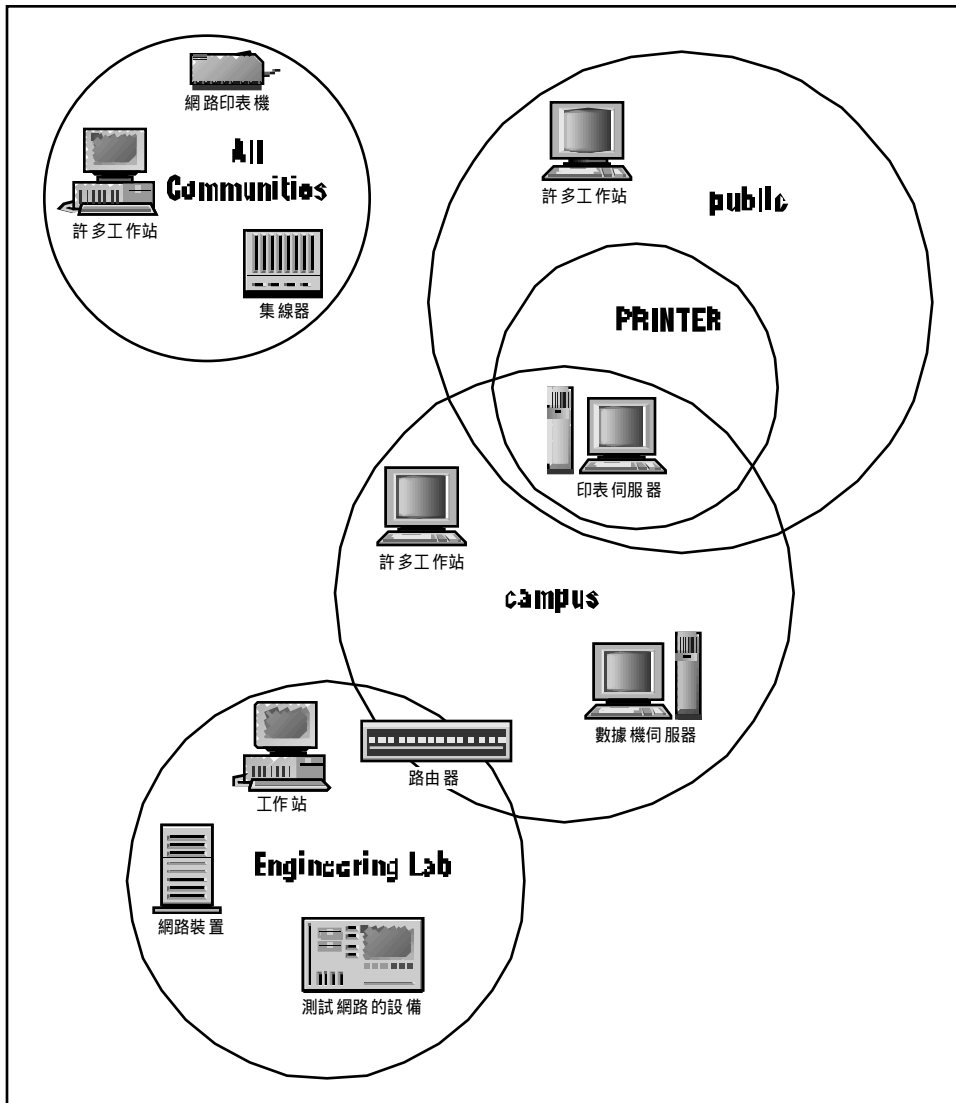 網路印表機
All
Communities
許多工作站
集線器
許多工作站
public
PRINTER
印表伺服器
許多工作站
campus
數據機伺服器
工作站
路由器
Engineering Lab
網路裝置
測試網路的設備